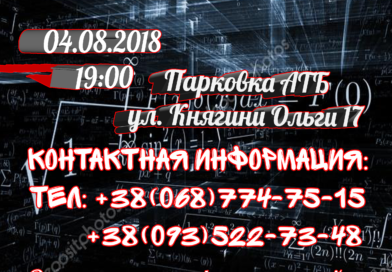 04.08.2018
19:00
Парковка АТБ
ул. Княгини Ольги 17
КОНТАКТНАЯ ИНФОРМАЦИЯ:
ТЕЛ: +38(068)774-75-15
+38(093)522-73-48